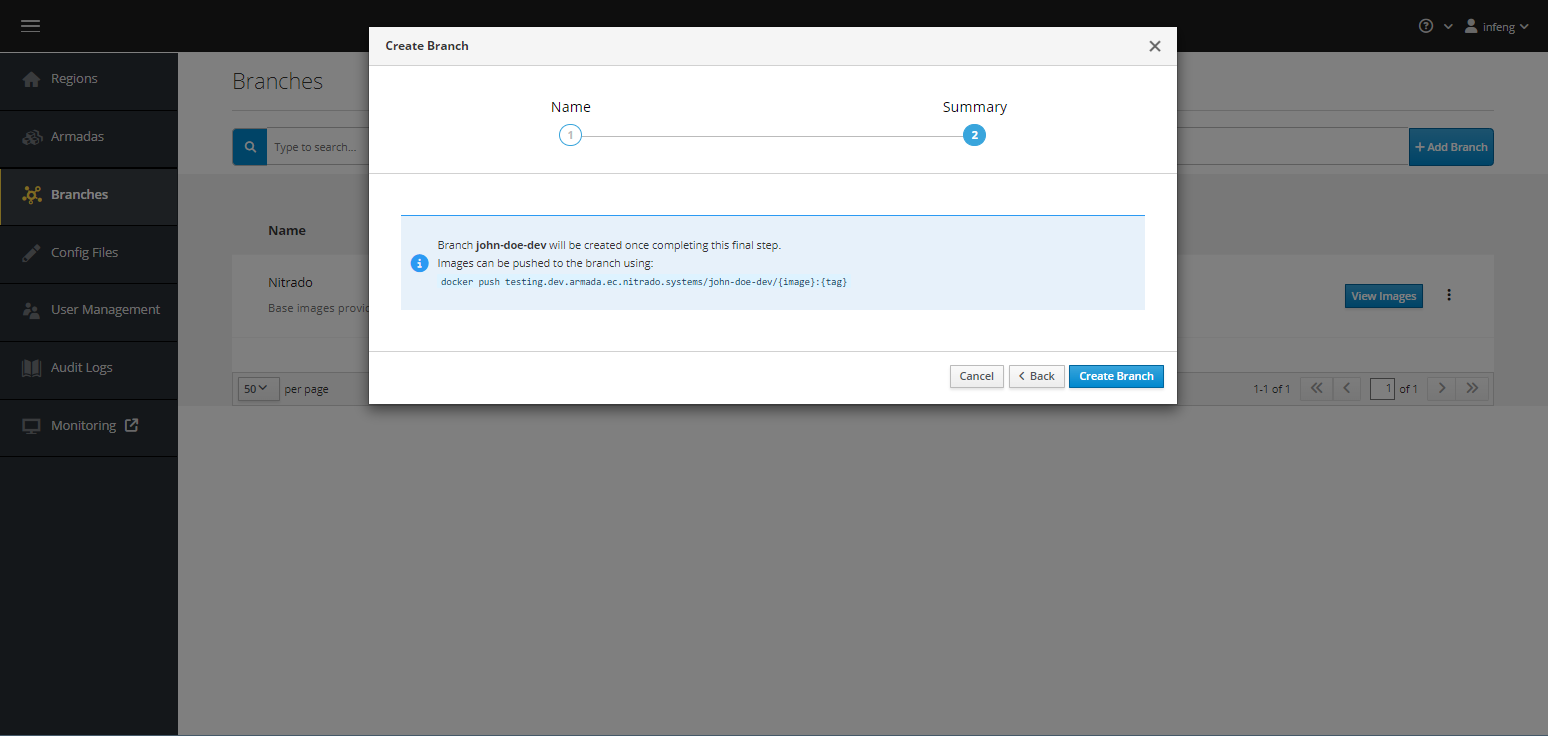 infeng
Create Branch
Regions
Armadas
Branches
Config Files
User Management
Audit Logs
Monitoring
Branches
Type to search...
+ Add Branch
Name
Summary
1
2
Branch john-doe-dev will be created once completing this final step.
Images can be pushed to the branch using:
docker push testing.dev.armada.ec.nitrado.systems/john-doe-dev/{image}:{tag}
Cancel
Back
Create Branch
Name
Nitrado
Base images provid
View Images
50
per page
1-1 of 1
1 of 1